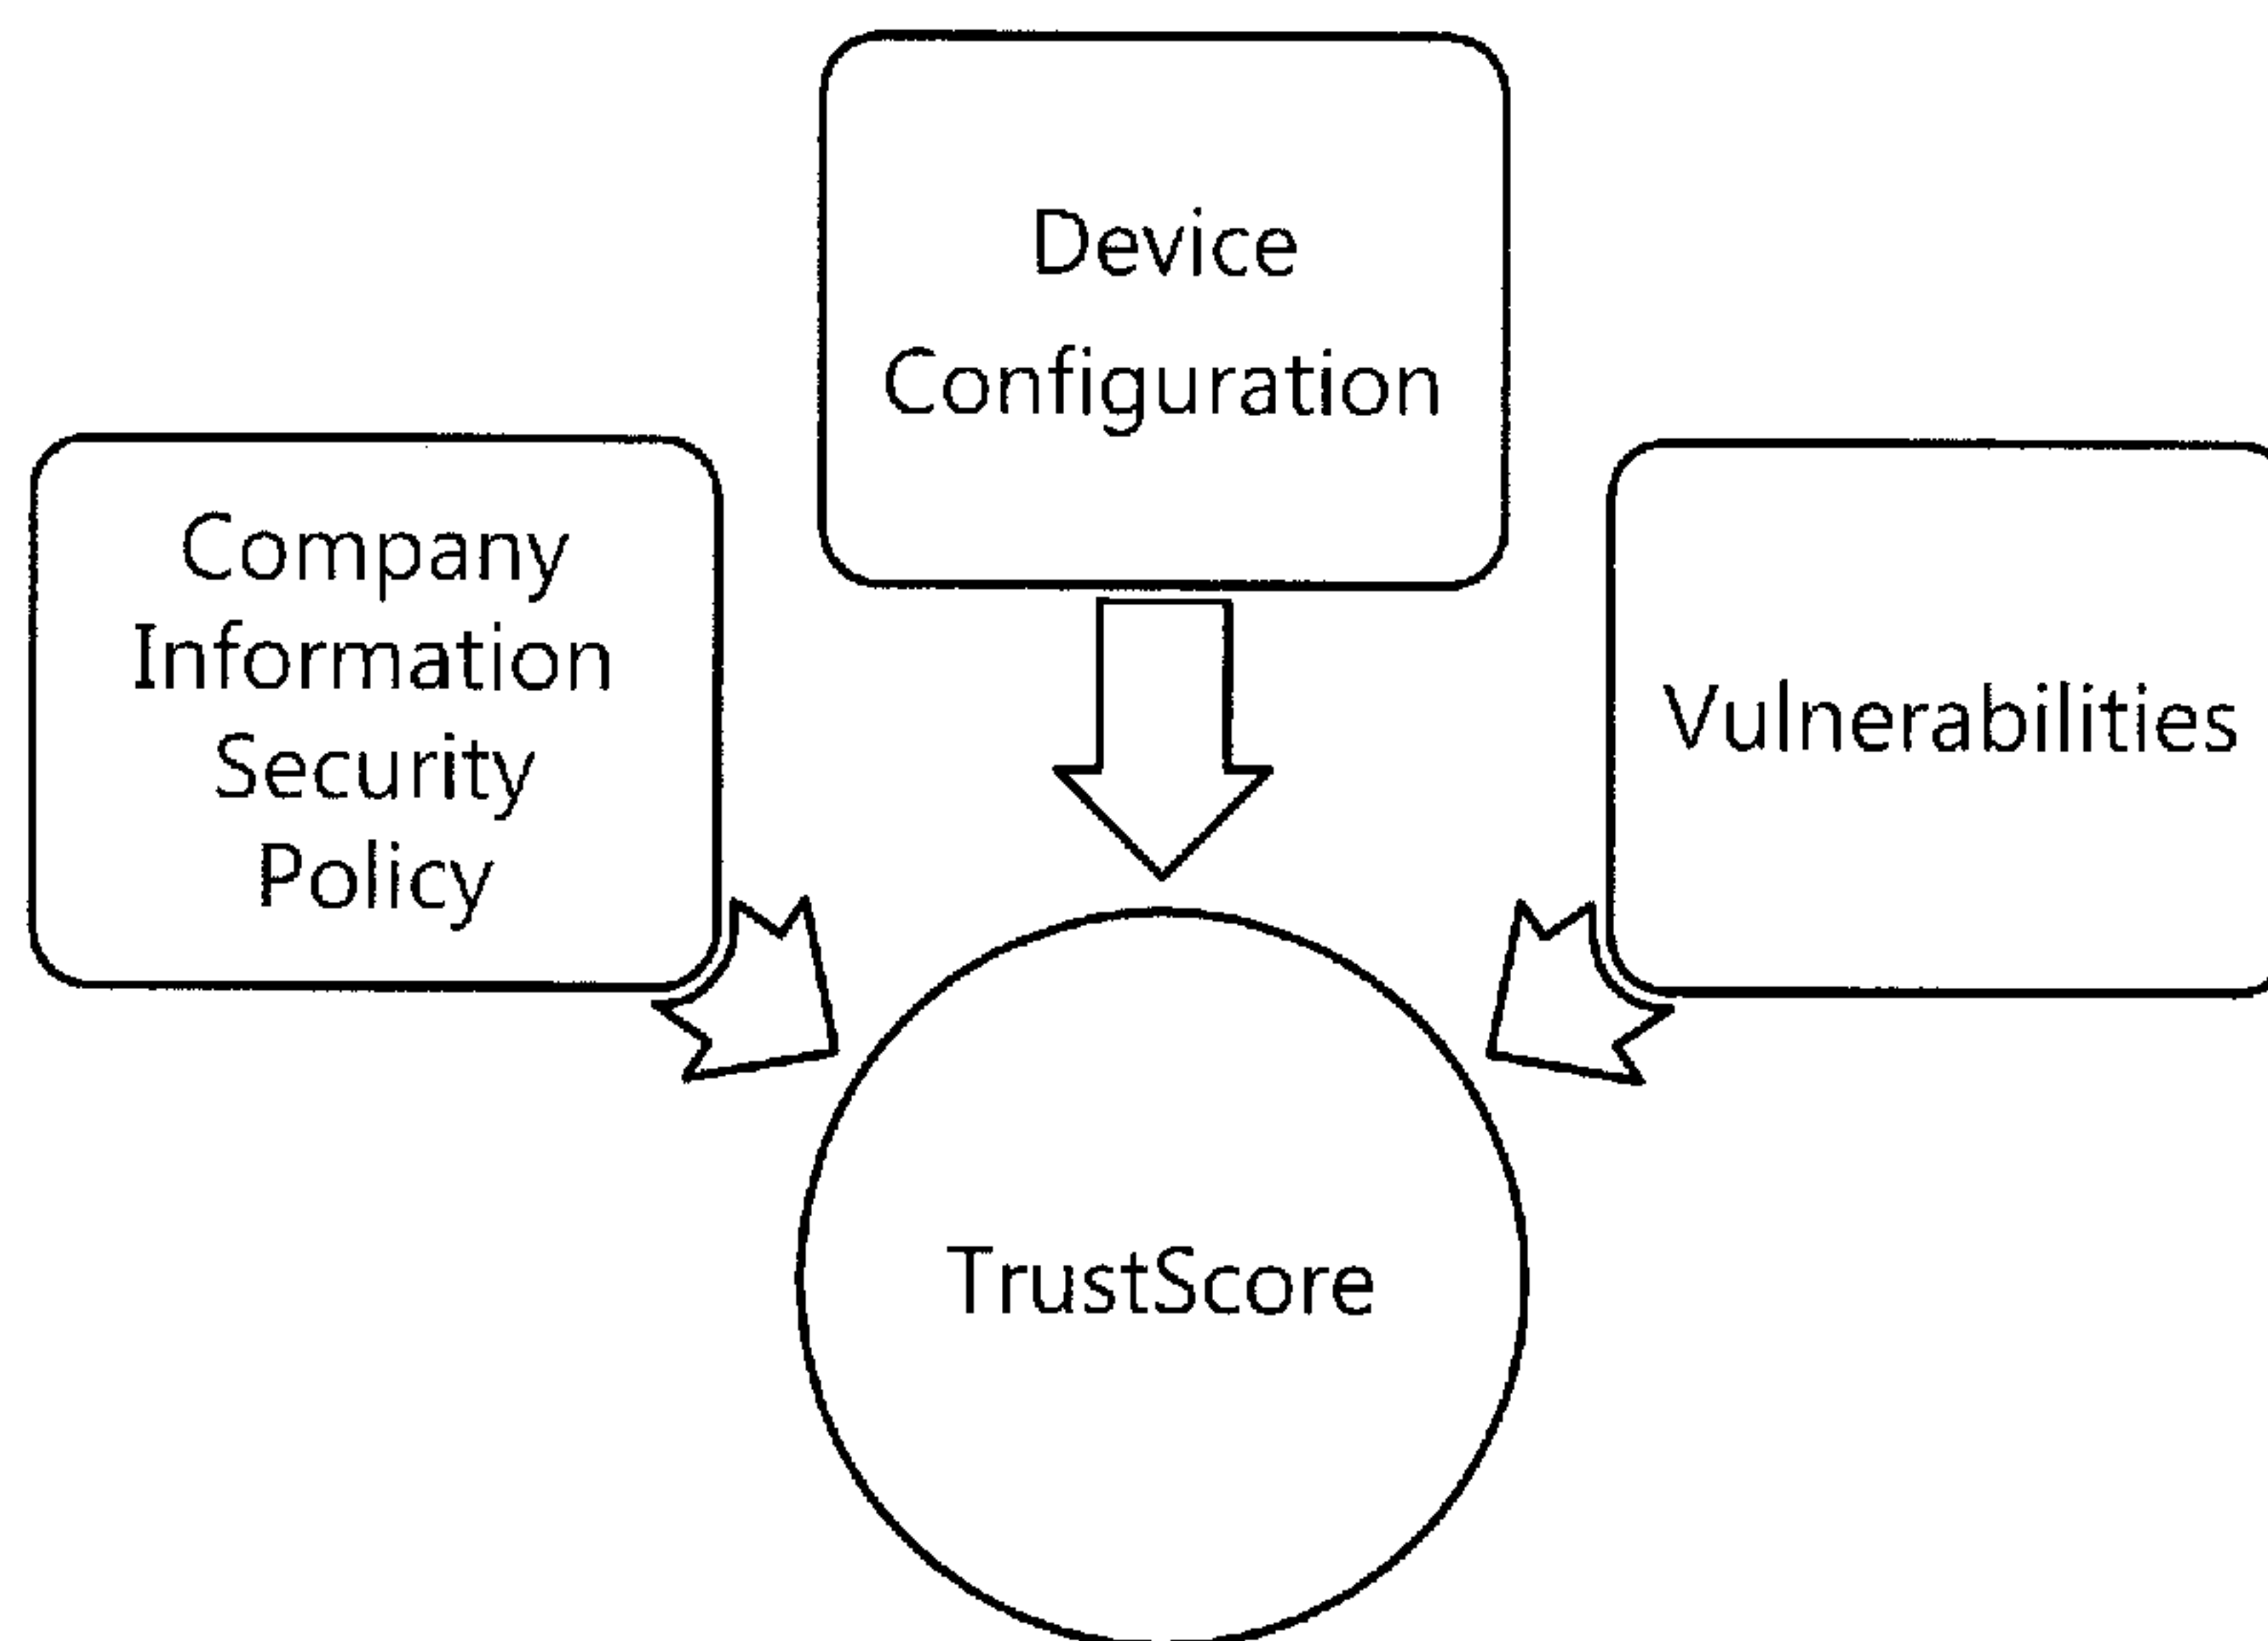 Device
Configuration
Company
Information
Security
Policy
Vulnerabilities
TrustScore